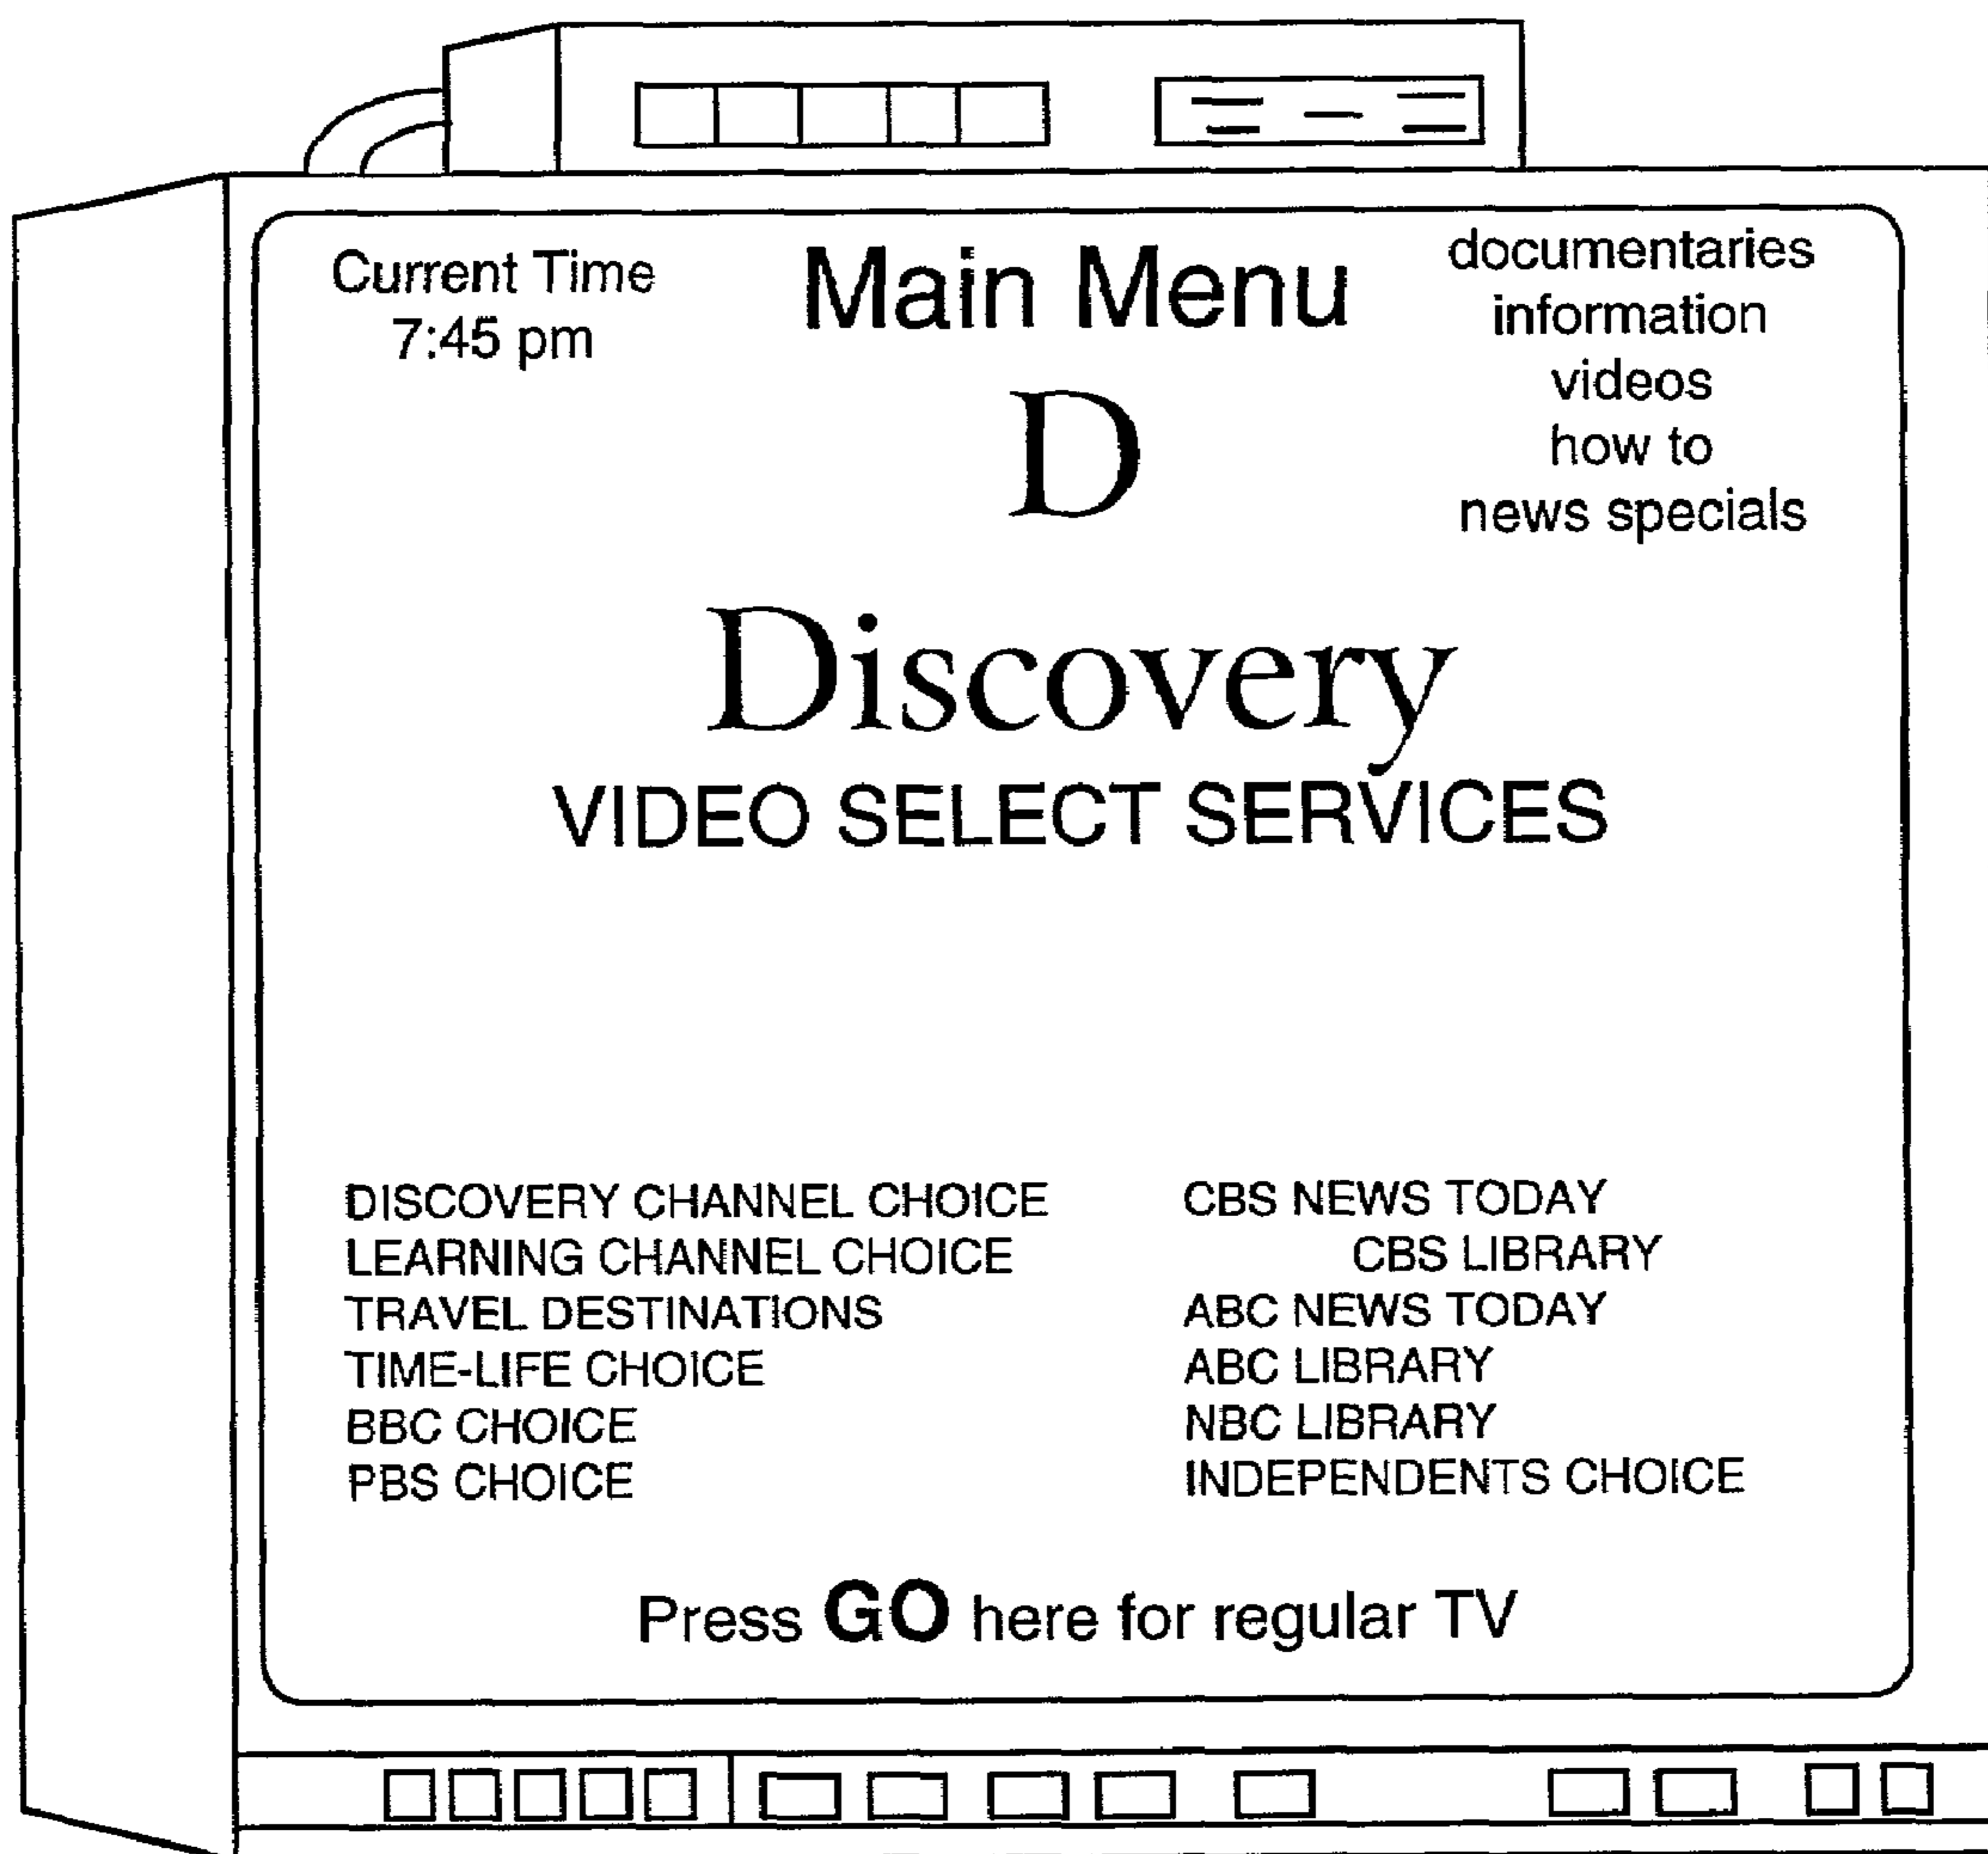 Current Time
7:45 pm
Main Menu
documentaries
information
videos
how to
news specials
D
Discovery
VIDEO SELECT SERVICES
DISCOVERY CHANNEL CHOICE
LEARNING CHANNEL CHOICE
TRAVEL DESTINATIONS
TIME-LIFE CHOICE
BBC CHOICE
PBS CHOICE
CBS NEWS TODAY
CBS LIBRARY
ABC NEWS TODAY
ABC LIBRARY
NBC LIBRARY
INDEPENDENTS CHOICE
Press GO here for regular TV